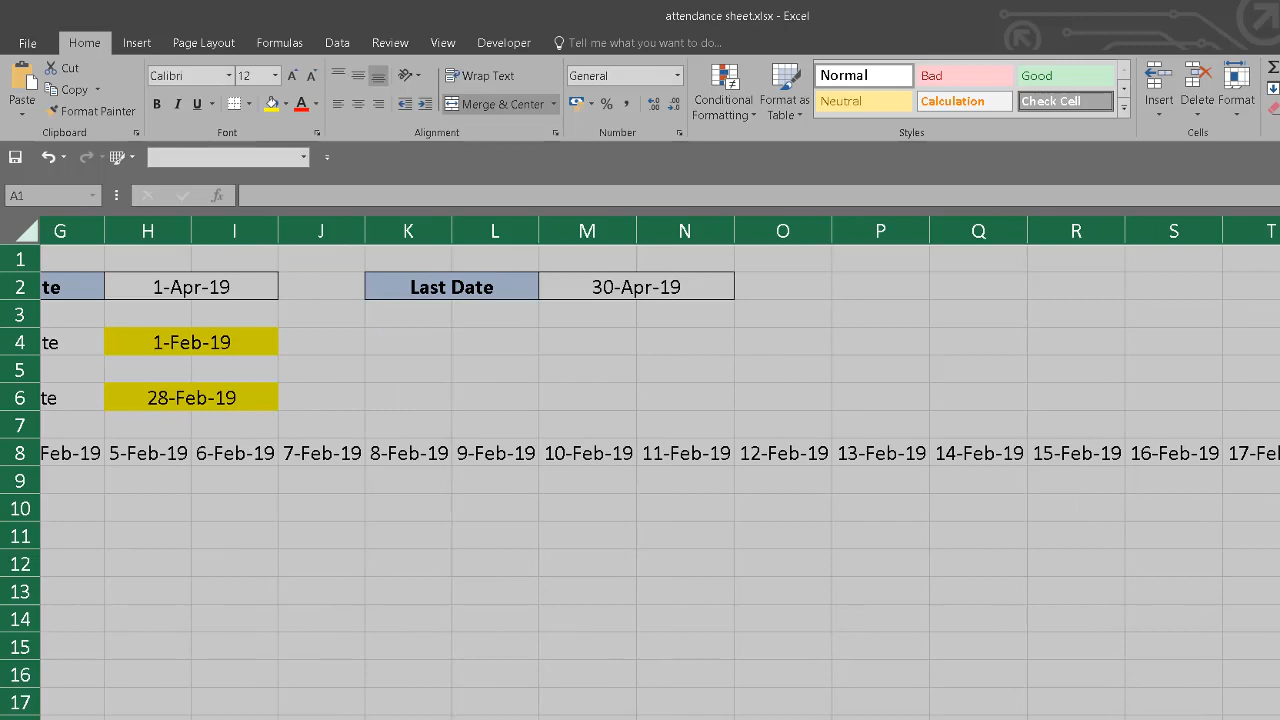 attendance sheet.xlsx - Excel
File Home Insert Page Layout Formulas Data Review View Developer Tell me what you want to do...
Paste Cut Copy Format Painter Clipboard
Calibri 12 B I U Font
Wrap Text Merge & Center Alignment
General % , Number
Conditional Formatting Format as Table
Normal Bad Good
Neutral Calculation Check Cell
Styles
Insert Delete Format
Cells
A1 fx
G H I J K L M N O P Q R S T
1
2 te 1-Apr-19 Last Date 30-Apr-19
3
4 te 1-Feb-19
5
6 te 28-Feb-19
7
8 Feb-19 5-Feb-19 6-Feb-19 7-Feb-19 8-Feb-19 9-Feb-19 10-Feb-19 11-Feb-19 12-Feb-19 13-Feb-19 14-Feb-19 15-Feb-19 16-Feb-19 17-Fel
9
10
11
12
13
14
15
16
17